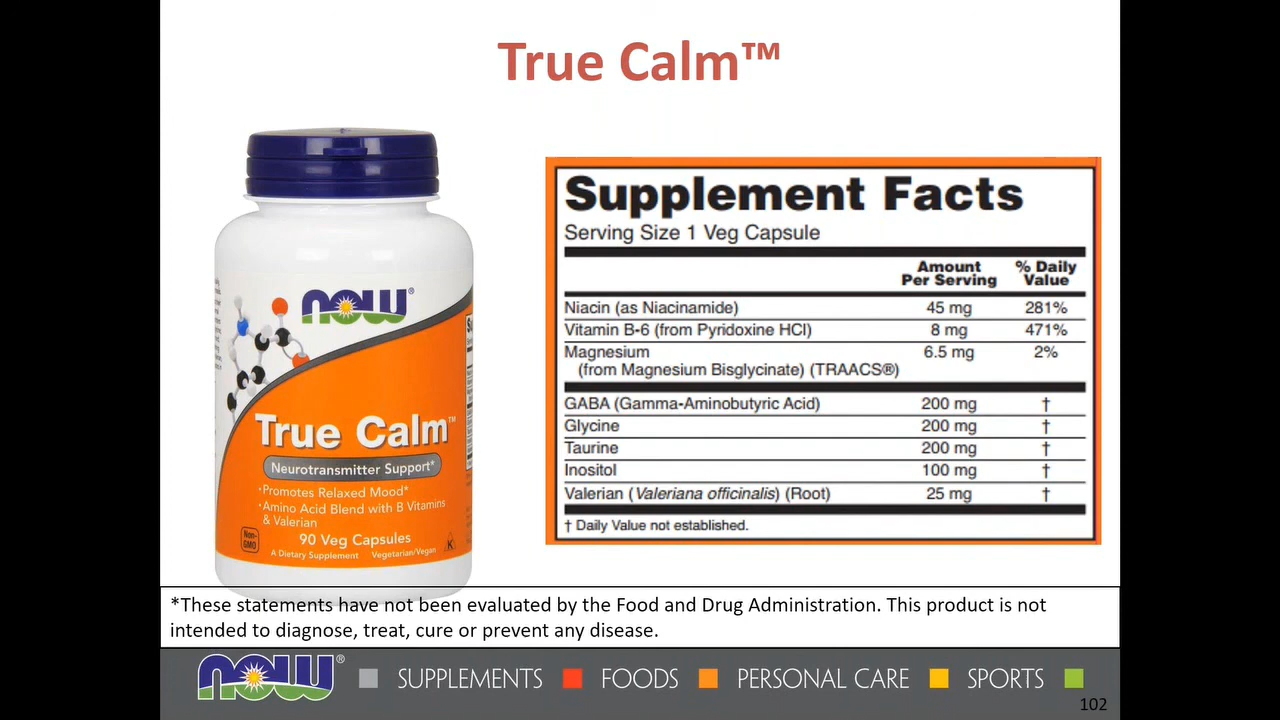 True Calm™
NOW®
True Calm™
Neurotransmitter Support*
•Promotes Relaxed Mood*
•Amino Acid Blend with B Vitamins
& Valerian
Non-
GMO
90 Veg Capsules
K
A Dietary Supplement Vegetarian/Vegan
Supplement Facts
Serving Size 1 Veg Capsule
Amount
Per Serving
% Daily
Value
Niacin (as Niacinamide) 45 mg 281%
Vitamin B-6 (from Pyridoxine HCl) 8 mg 471%
Magnesium 6.5 mg 2%
(from Magnesium Bisglycinate) (TRAACS®)
GABA (Gamma-Aminobutyric Acid) 200 mg †
Glycine 200 mg †
Taurine 200 mg †
Inositol 100 mg †
Valerian (Valeriana officinalis) (Root) 25 mg †
† Daily Value not established.
*These statements have not been evaluated by the Food and Drug Administration. This product is not
intended to diagnose, treat, cure or prevent any disease.
NOW® SUPPLEMENTS FOODS PERSONAL CARE SPORTS
102